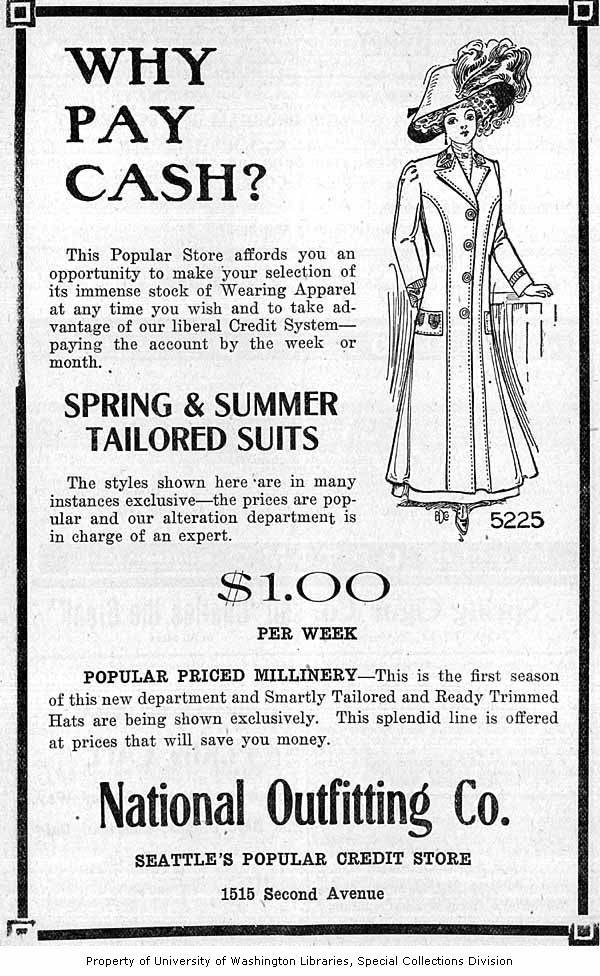 WHY
PAY
CASH?
This Popular Store affords you an
opportunity to make your selection of
its immense stock of Wearing Apparel
at any time you wish and to take ad-
vantage of our liberal Credit System—
paying the account by the week or
month.
SPRING & SUMMER
TAILORED SUITS
The styles shown here are in many
instances exclusive—the prices are pop-
ular and our alteration department is
in charge of an expert.
5225
$1.00
PER WEEK
POPULAR PRICED MILLINERY—This is the first season
of this new department and Smartly Tailored and Ready Trimmed
Hats are being shown exclusively. This splendid line is offered
at prices that will save you money.
National Outfitting Co.
SEATTLE'S POPULAR CREDIT STORE
1515 Second Avenue
Property of University of Washington Libraries, Special Collections Division